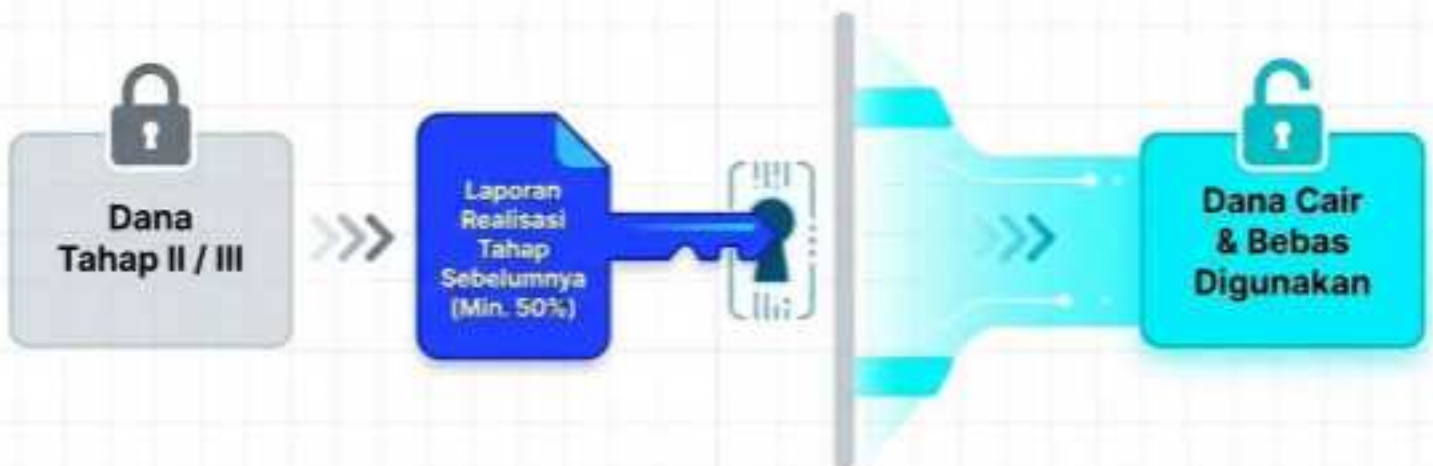 Dana
Tahap II / III
Laporan
Realisasi
Tahap
Sebelumnya
(Min. 50%)
Dana Cair
& Bebas
Digunakan